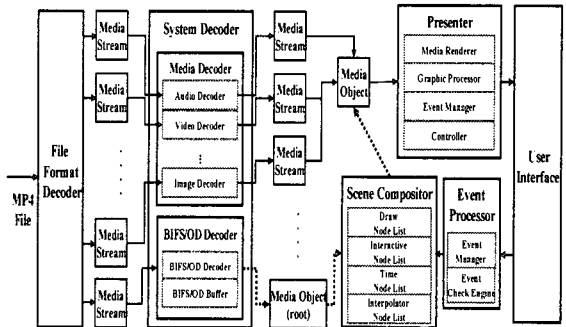 MP4
File
File
Format
Decoder
Media
Stream
Media
Stream
Media
Stream
Media
Stream
System Decoder
Media Decoder
Audio Decoder
Video Decoder
Image Decoder
BIFS/OD Decoder
BIFS/OD Decoder
BIFS/OD Buffer
Media
Stream
Media
Stream
Media
Stream
Media Object
(root)
Media
Object
Presenter
Media Renderer
Graphic Processor
Event Manager
Controller
Scene Compositor
Draw
Node List
Interactive
Node List
Time
Node List
Interpolator
Node List
Event
Processor
Event
Manager
Event
Check Engine
User
Interface